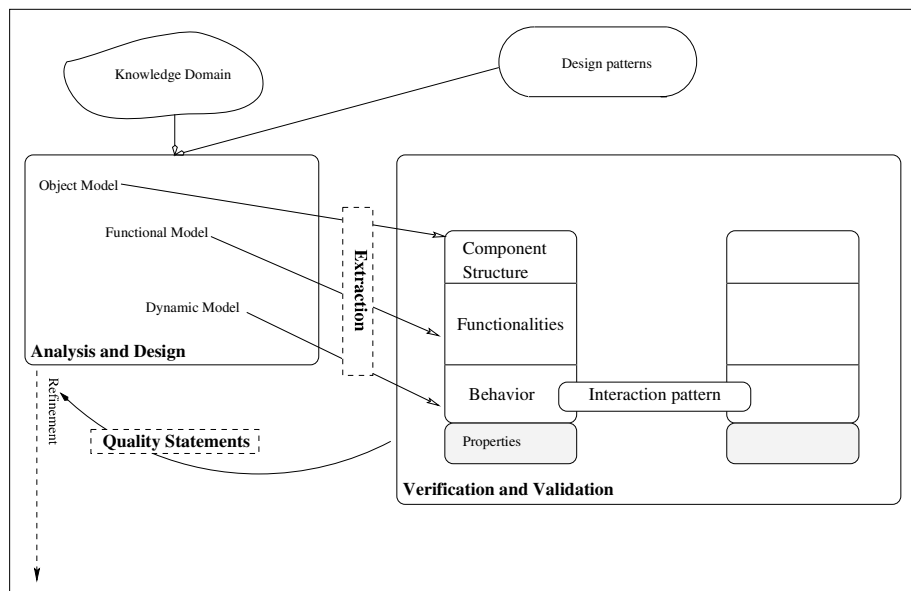 Knowledge Domain
Design patterns
Object Model
Functional Model
Dynamic Model
Analysis and Design
Extraction
Component
Structure
Functionalities
Behavior
Interaction pattern
Properties
Verification and Validation
Refinement
Quality Statements